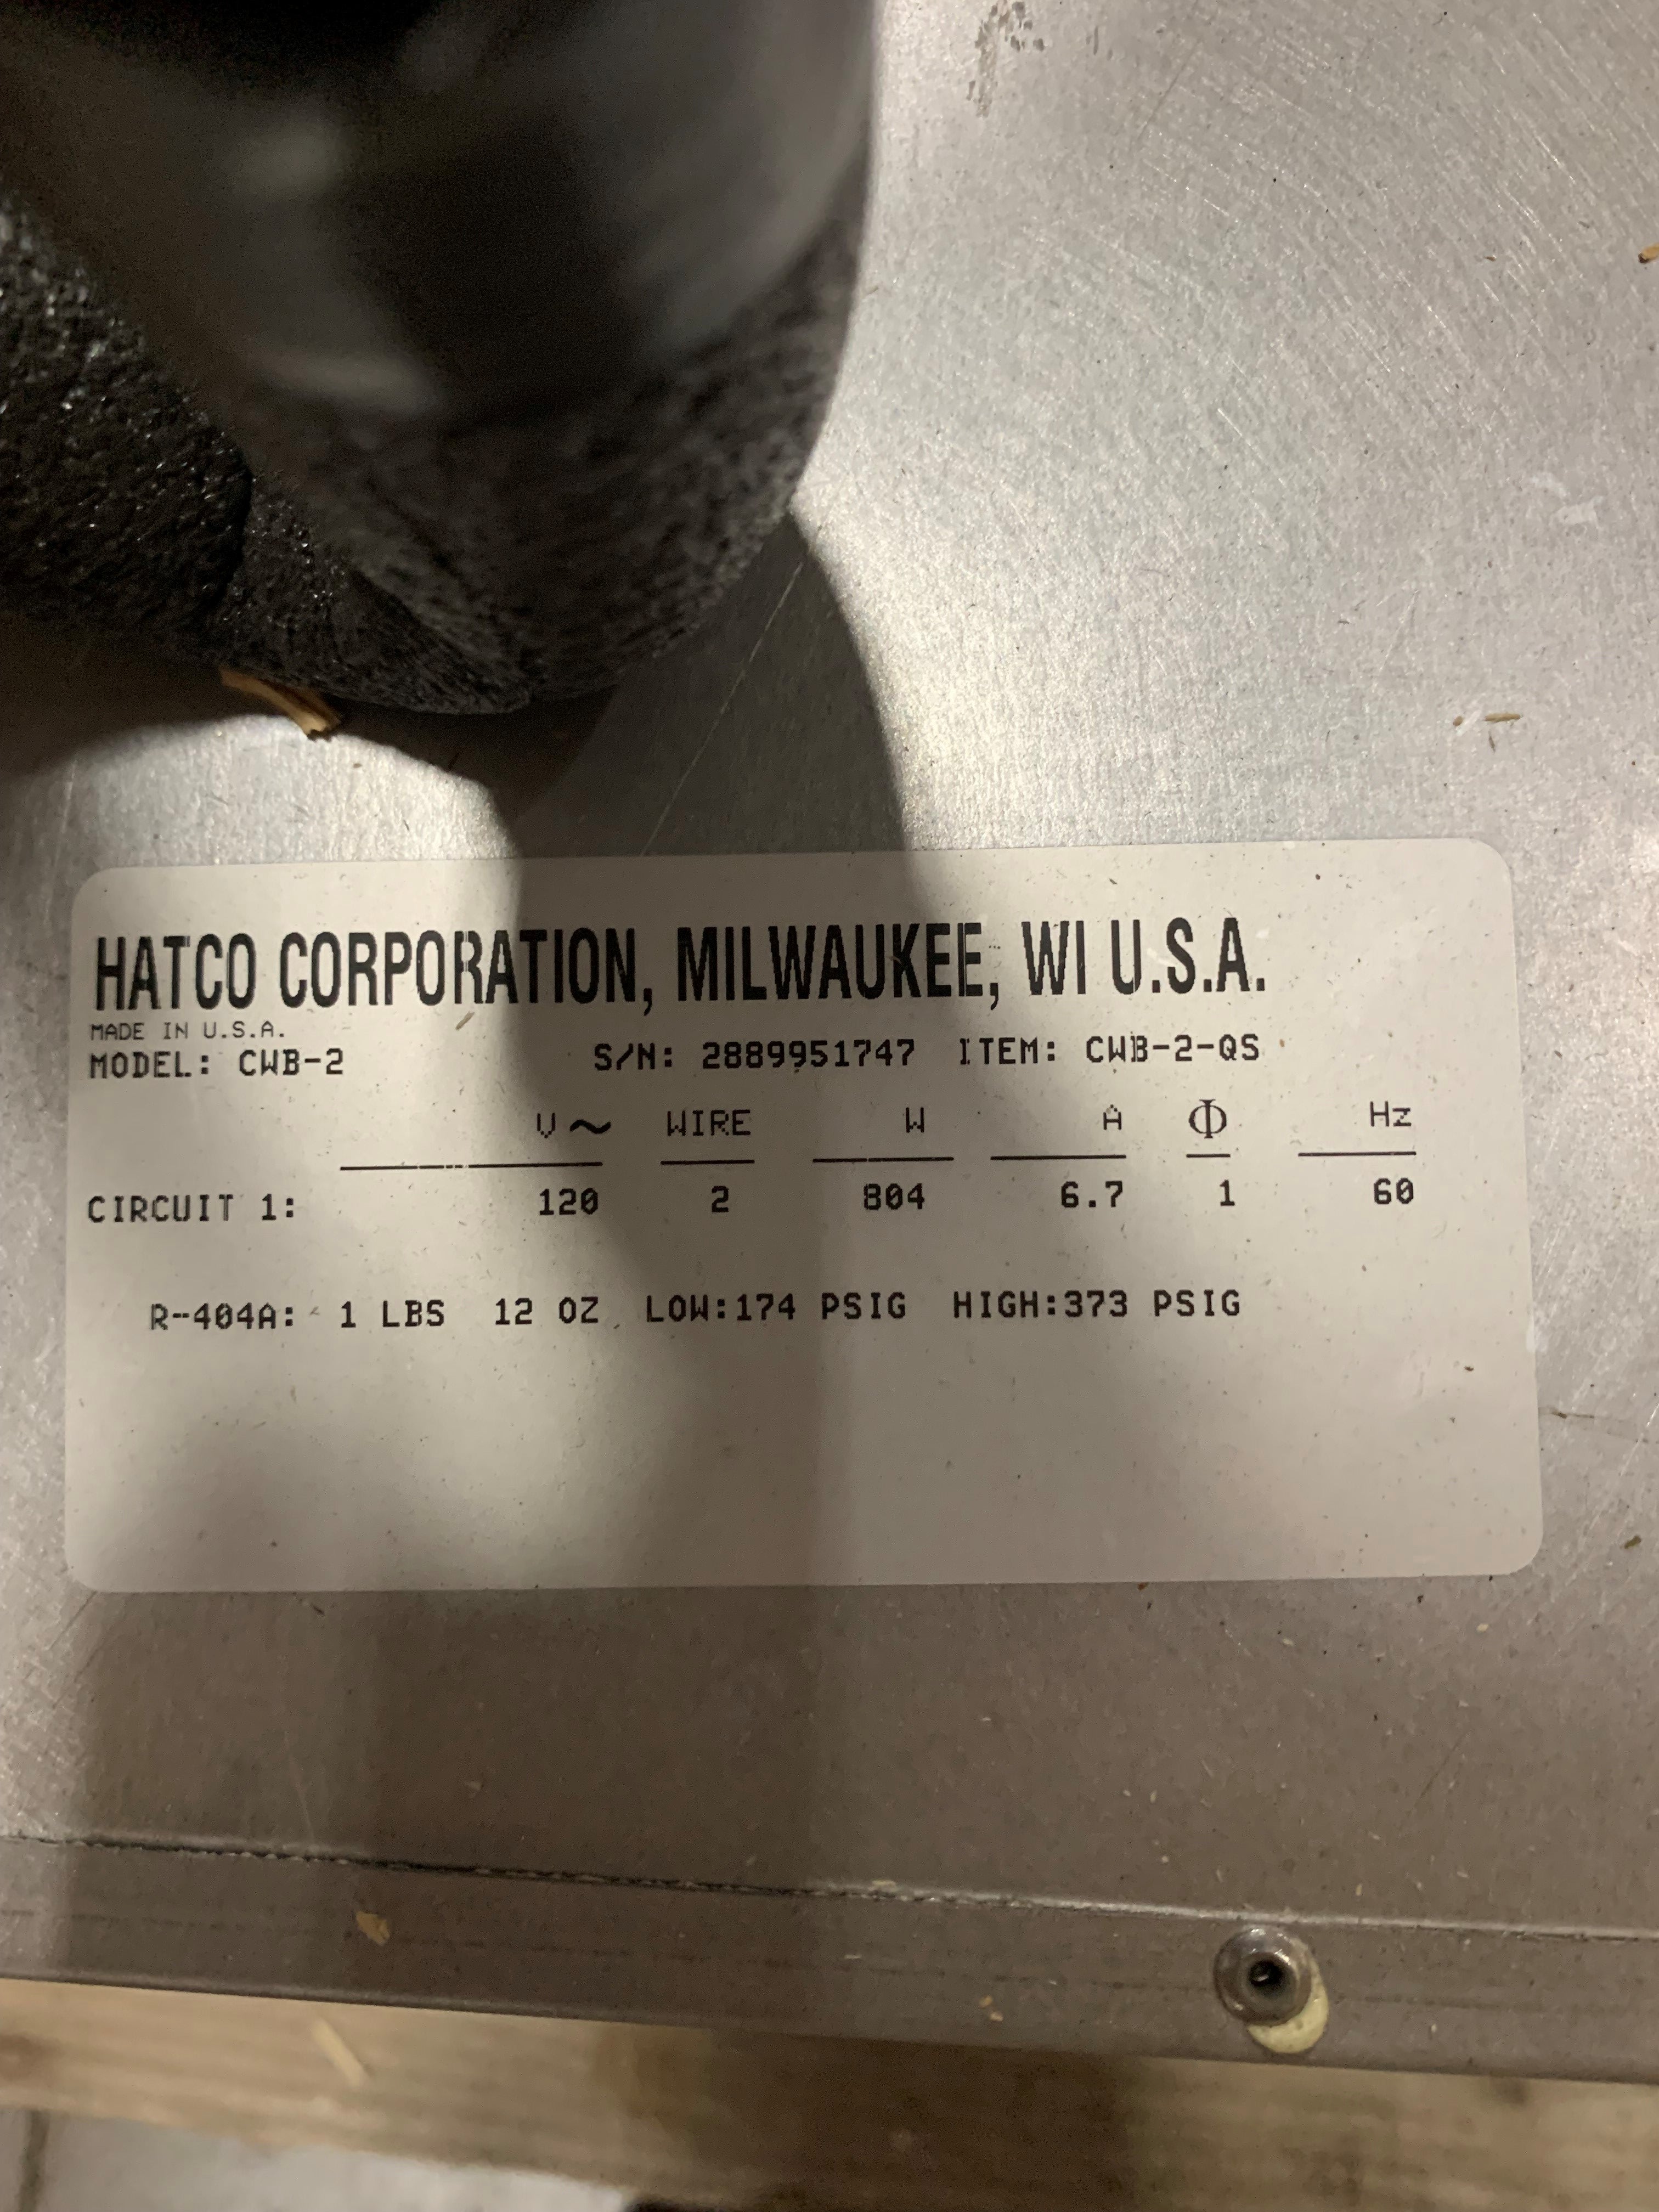 HATCO CORPORATION, MILWAUKEE, WI U.S.A.
MADE IN U.S.A.
MODEL: CWB-2 S/N: 2889951747 ITEM: CWB-2-QS
V~ WIRE W A Φ Hz
CIRCUIT 1: 120 2 804 6.7 1 60
R-404A: 1 LBS 12 OZ LOW:174 PSIG HIGH:373 PSIG